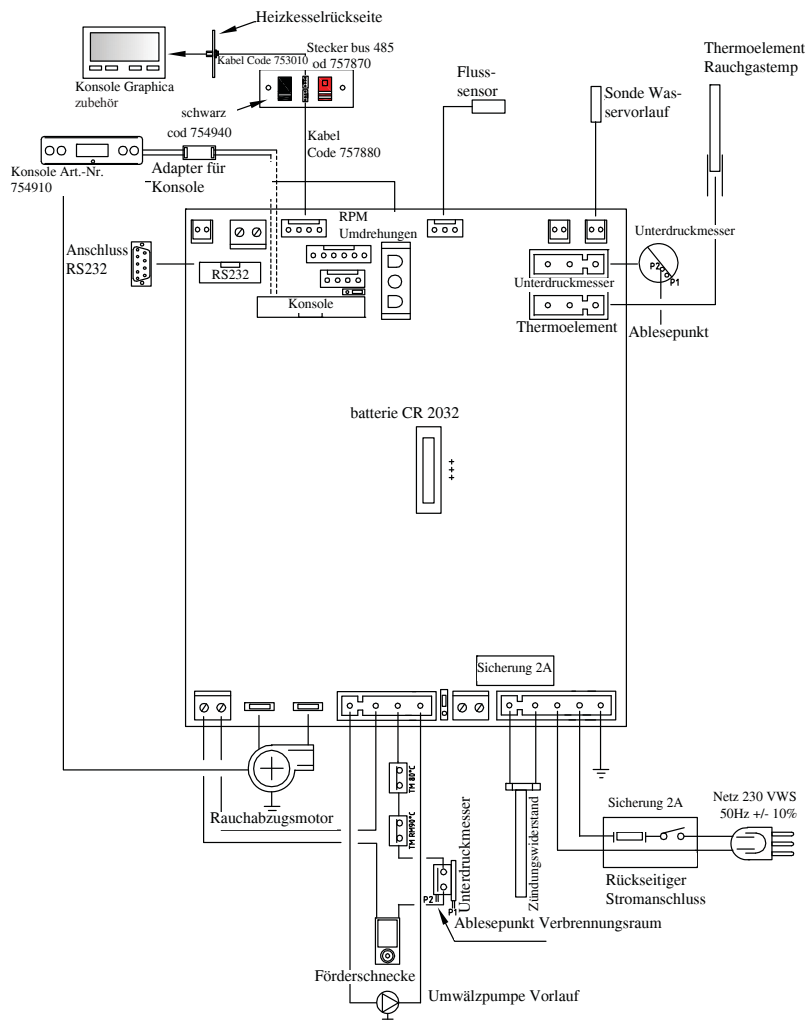 Heizkesselrückseite
Kabel Code 753010
Stecker bus 485
od 757870
Konsole Graphica
zubehör
schwarz
cod 754940
Kabel
Code 757880
Konsole Art.-Nr.
754910
Adapter für
Konsole
Fluss-
sensor
Sonde Was-
servorlauf
Thermoelement
Rauchgastemp
Anschluss
RS232
RS232
RPM
Umdrehungen
Konsole
Unterdruckmesser
P2
P1
Unterdruckmesser
Thermoelement
Ablesepunkt
batterie CR 2032
+++
Sicherung 2A
Rauchabzugsmotor
TM 80°C
TM RM90°C
Unterdruckmesser
P2
P1
Zündungswiderstand
Sicherung 2A
Netz 230 VWS
50Hz +/- 10%
Rückseitiger
Stromanschluss
Ablesepunkt Verbrennungsraum
Förderschnecke
Umwälzpumpe Vorlauf